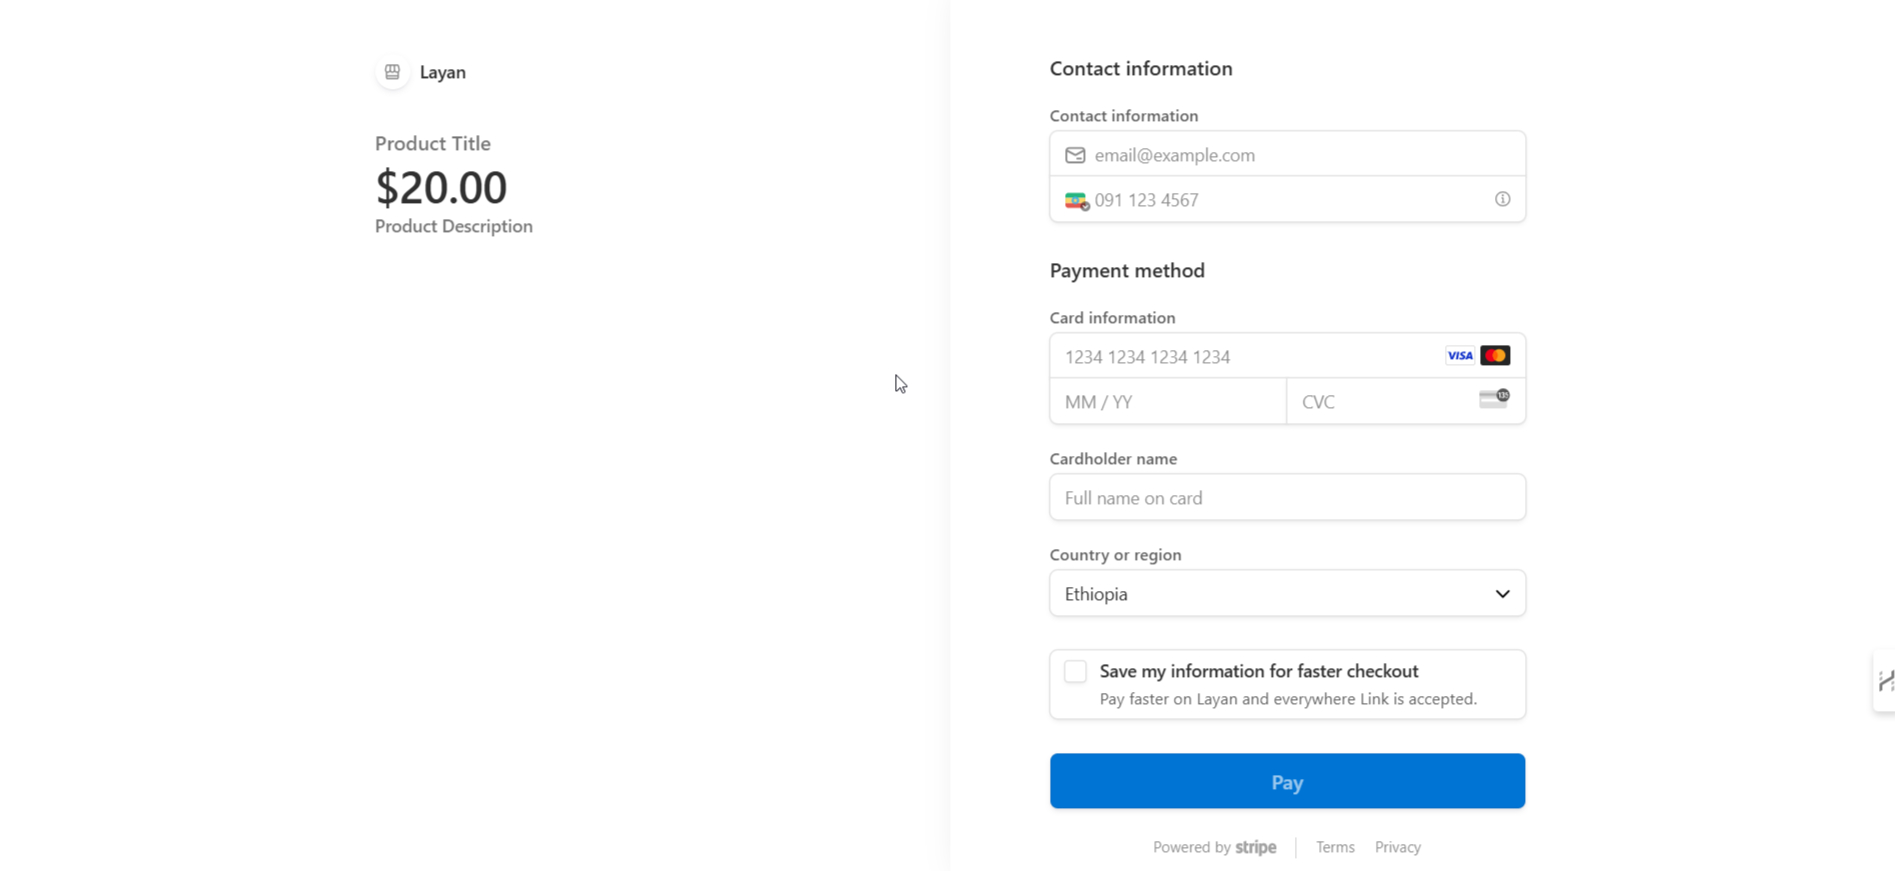 Layan
Product Title
$20.00
Product Description
Contact information
Contact information
email@example.com
091 123 4567
Payment method
Card information
1234 1234 1234 1234
VISA
MM / YY
CVC
135
Cardholder name
Full name on card
Country or region
Ethiopia
Save my information for faster checkout
Pay faster on Layan and everywhere Link is accepted.
Pay
Powered by stripe
Terms
Privacy